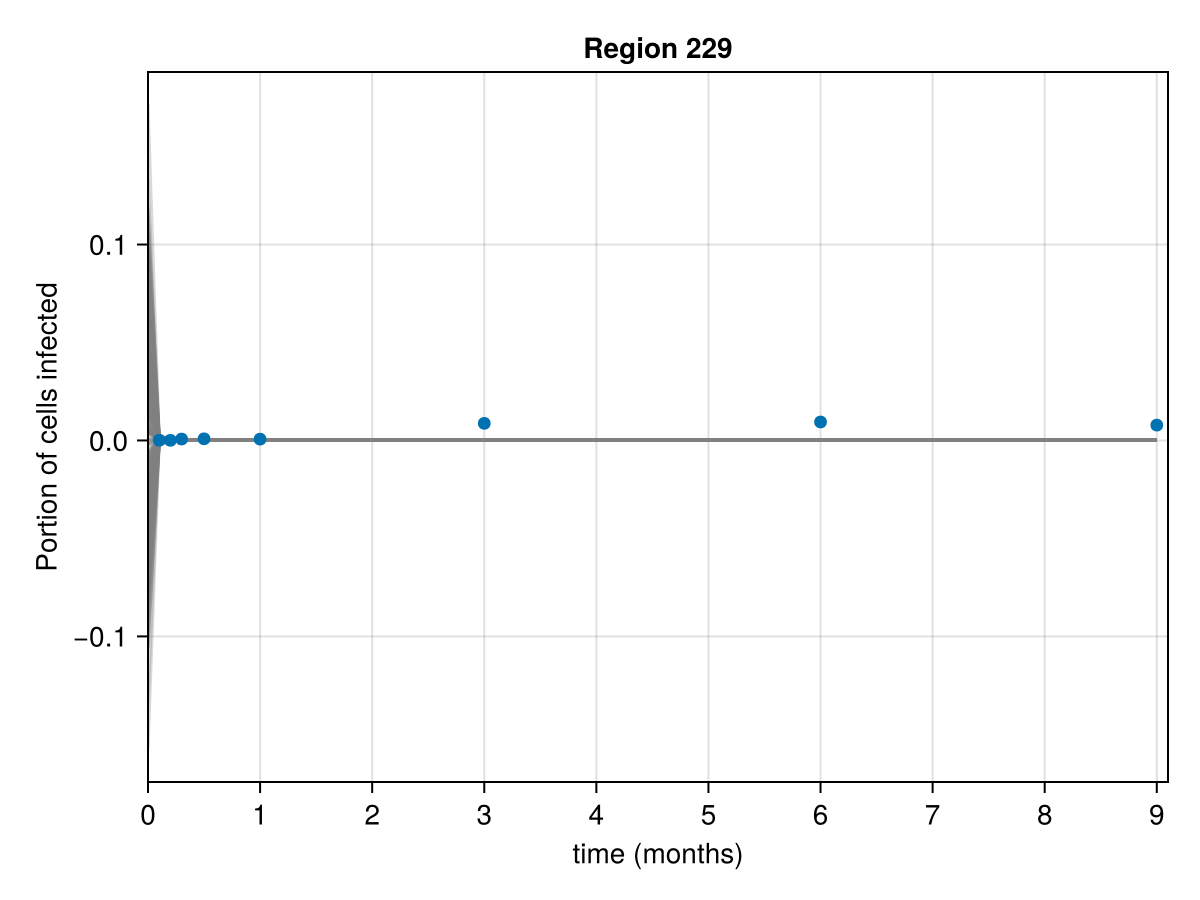 Region 229
Portion of cells infected
0.1
0.0
−0.1
0 1 2 3 4 5 6 7 8 9
time (months)